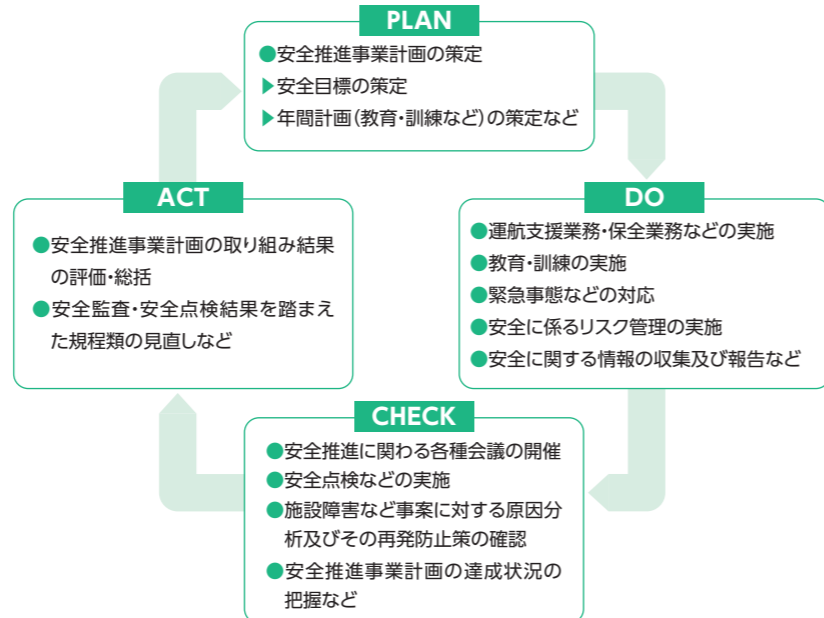 PLAN
●安全推進事業計画の策定
▶安全目標の策定
▶年間計画(教育・訓練など)の策定など
DO
●運航支援業務・保全業務などの実施
●教育・訓練の実施
●緊急事態などの対応
●安全に係るリスク管理の実施
●安全に関する情報の収集及び報告など
CHECK
●安全推進に関わる各種会議の開催
●安全点検などの実施
●施設障害など事案に対する原因分
析及びその再発防止策の確認
●安全推進事業計画の達成状況の
把握など
ACT
●安全推進事業計画の取り組み結果
の評価・総括
●安全監査・安全点検結果を踏まえ
た規程類の見直しなど